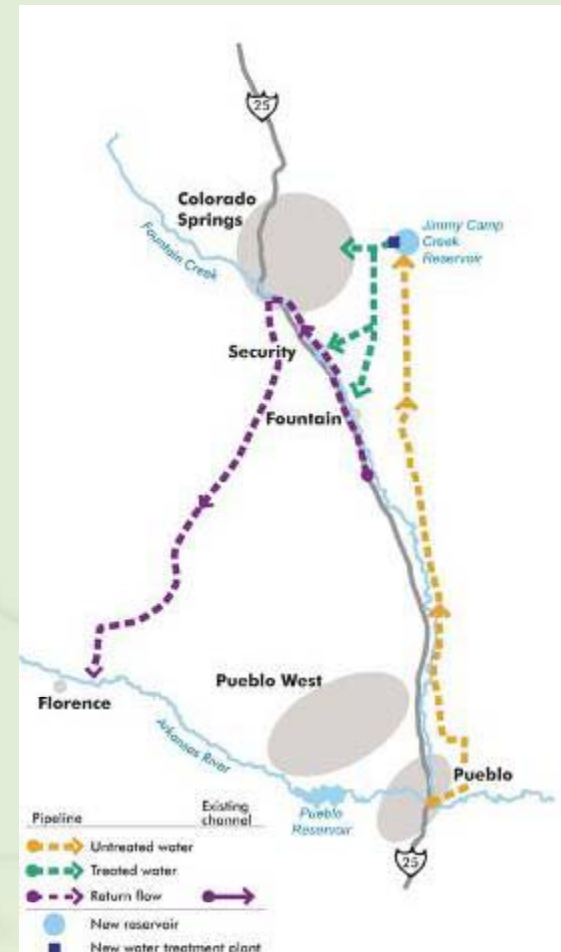 25
Colorado
Springs
Fountain Creek
Jimmy Camp
Creek
Reservoir
Security
Fountain
Pueblo West
Florence
Arkansas River
Pueblo
Pueblo
Reservoir
25
Pipeline
Existing
channel
Untreated water
Treated water
Return flow
New reservoir
New water treatment plant